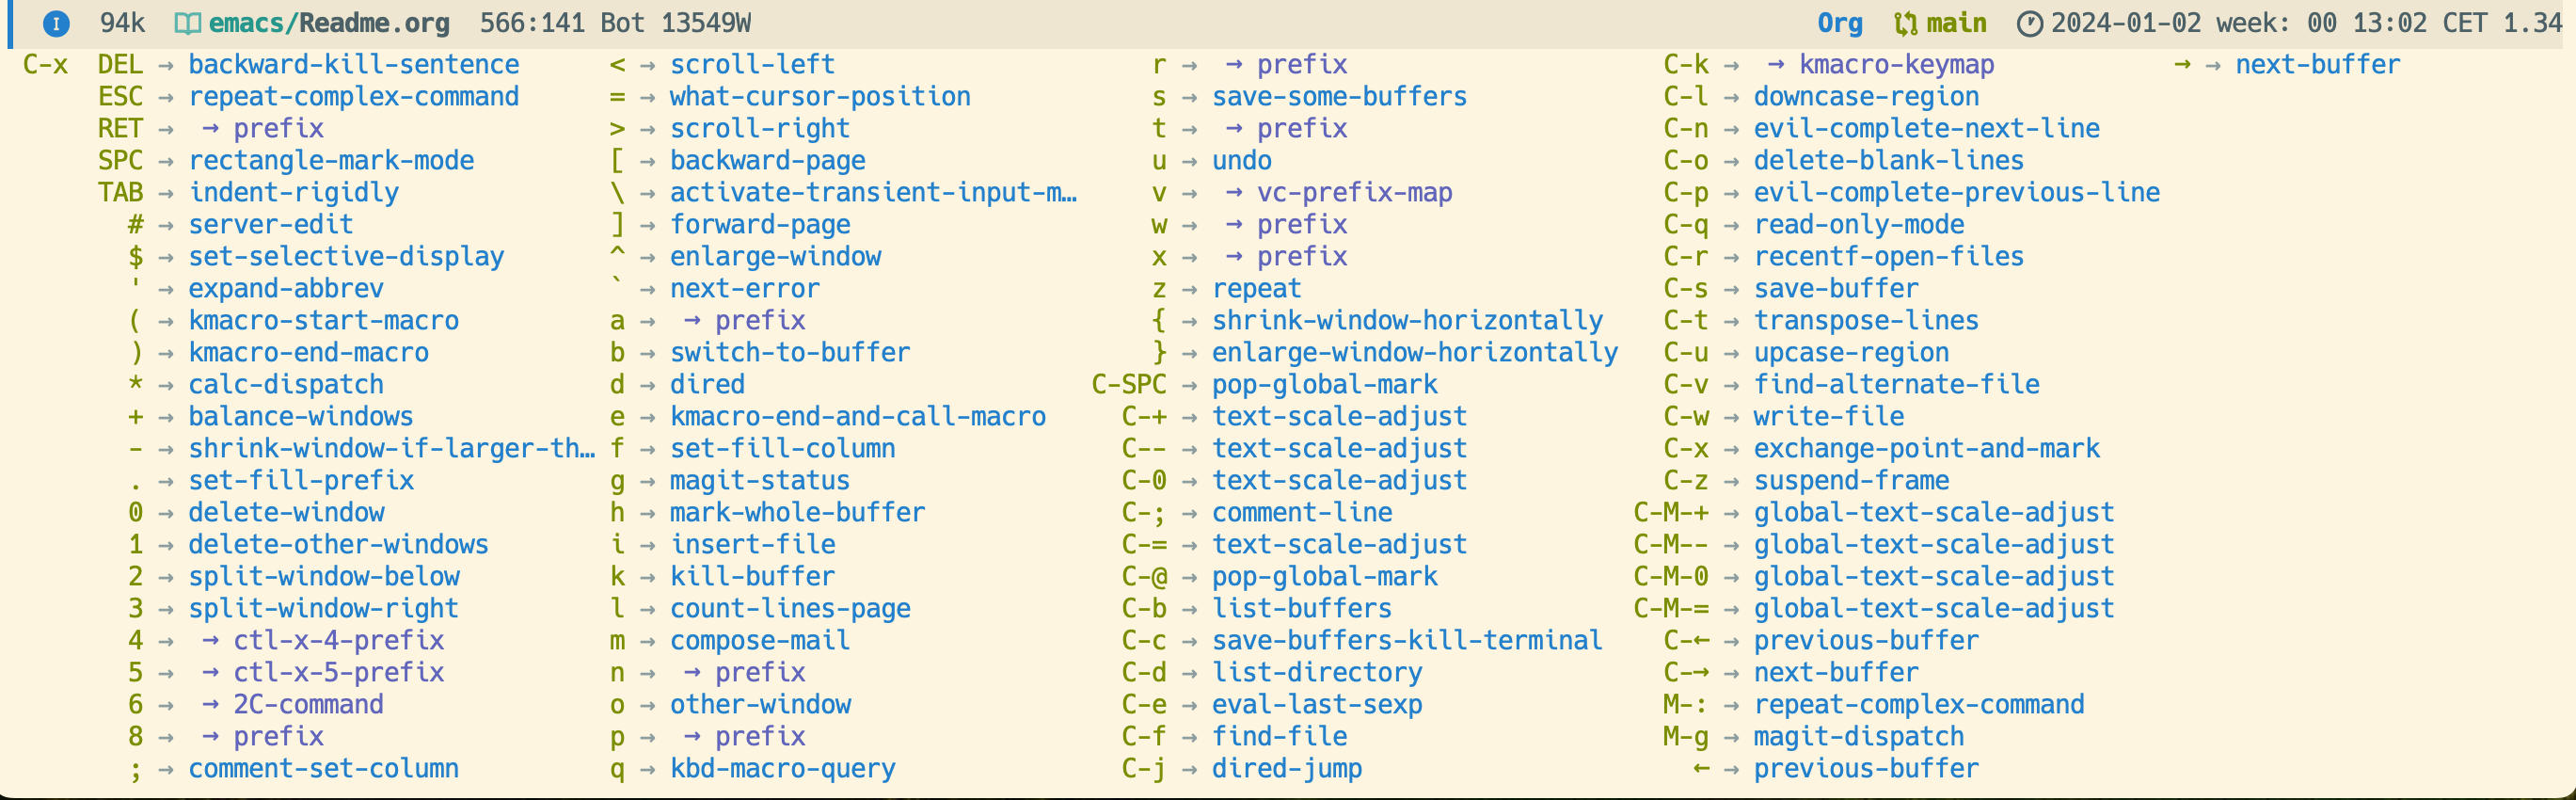 I 94k emacs/Readme.org 566:141 Bot 13549W Org main 2024-01-02 week: 00 13:02 CET 1.34
C-x DEL → backward-kill-sentence < → scroll-left r → → prefix C-k → → kmacro-keymap → → next-buffer
ESC → repeat-complex-command = → what-cursor-position s → save-some-buffers C-l → downcase-region
RET → → prefix > → scroll-right t → → prefix C-n → evil-complete-next-line
SPC → rectangle-mark-mode [ → backward-page u → undo C-o → delete-blank-lines
TAB → indent-rigidly \ → activate-transient-input-m… v → → vc-prefix-map C-p → evil-complete-previous-line
# → server-edit ] → forward-page w → → prefix C-q → read-only-mode
$ → set-selective-display ^ → enlarge-window x → → prefix C-r → recentf-open-files
' → expand-abbrev ` → next-error z → repeat C-s → save-buffer
( → kmacro-start-macro a → → prefix { → shrink-window-horizontally C-t → transpose-lines
) → kmacro-end-macro b → switch-to-buffer } → enlarge-window-horizontally C-u → upcase-region
* → calc-dispatch d → dired C-SPC → pop-global-mark C-v → find-alternate-file
+ → balance-windows e → kmacro-end-and-call-macro C-+ → text-scale-adjust C-w → write-file
- → shrink-window-if-larger-th… f → set-fill-column C-- → text-scale-adjust C-x → exchange-point-and-mark
. → set-fill-prefix g → magit-status C-0 → text-scale-adjust C-z → suspend-frame
0 → delete-window h → mark-whole-buffer C-; → comment-line C-M-+ → global-text-scale-adjust
1 → delete-other-windows i → insert-file C-= → text-scale-adjust C-M-- → global-text-scale-adjust
2 → split-window-below k → kill-buffer C-@ → pop-global-mark C-M-0 → global-text-scale-adjust
3 → split-window-right l → count-lines-page C-b → list-buffers C-M-= → global-text-scale-adjust
4 → → ctl-x-4-prefix m → compose-mail C-c → save-buffers-kill-terminal C-← → previous-buffer
5 → → ctl-x-5-prefix n → → prefix C-d → list-directory C-→ → next-buffer
6 → → 2C-command o → other-window C-e → eval-last-sexp M-: → repeat-complex-command
8 → → prefix p → → prefix C-f → find-file M-g → magit-dispatch
; → comment-set-column q → kbd-macro-query C-j → dired-jump ← → previous-buffer